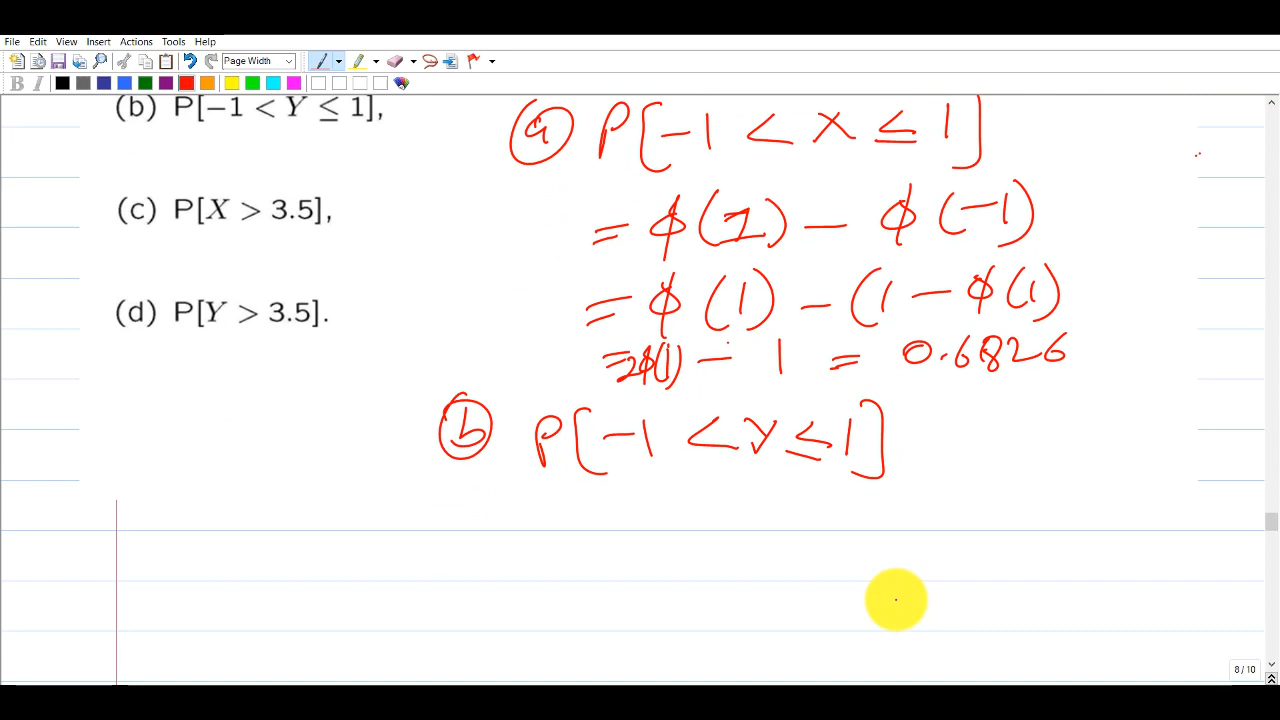 File Edit View Insert Actions Tools Help
Page Width
B I
(b) P[−1 < Y ≤ 1],
(c) P[X > 3.5],
(d) P[Y > 3.5].
(a) P[−1 < X ≤ 1]
= ϕ(1) − ϕ(−1)
= ϕ(1) − (1 − ϕ(1)
= 2ϕ(1) − 1 = 0.6826
(b) P[−1 < Y ≤ 1]
8 / 10